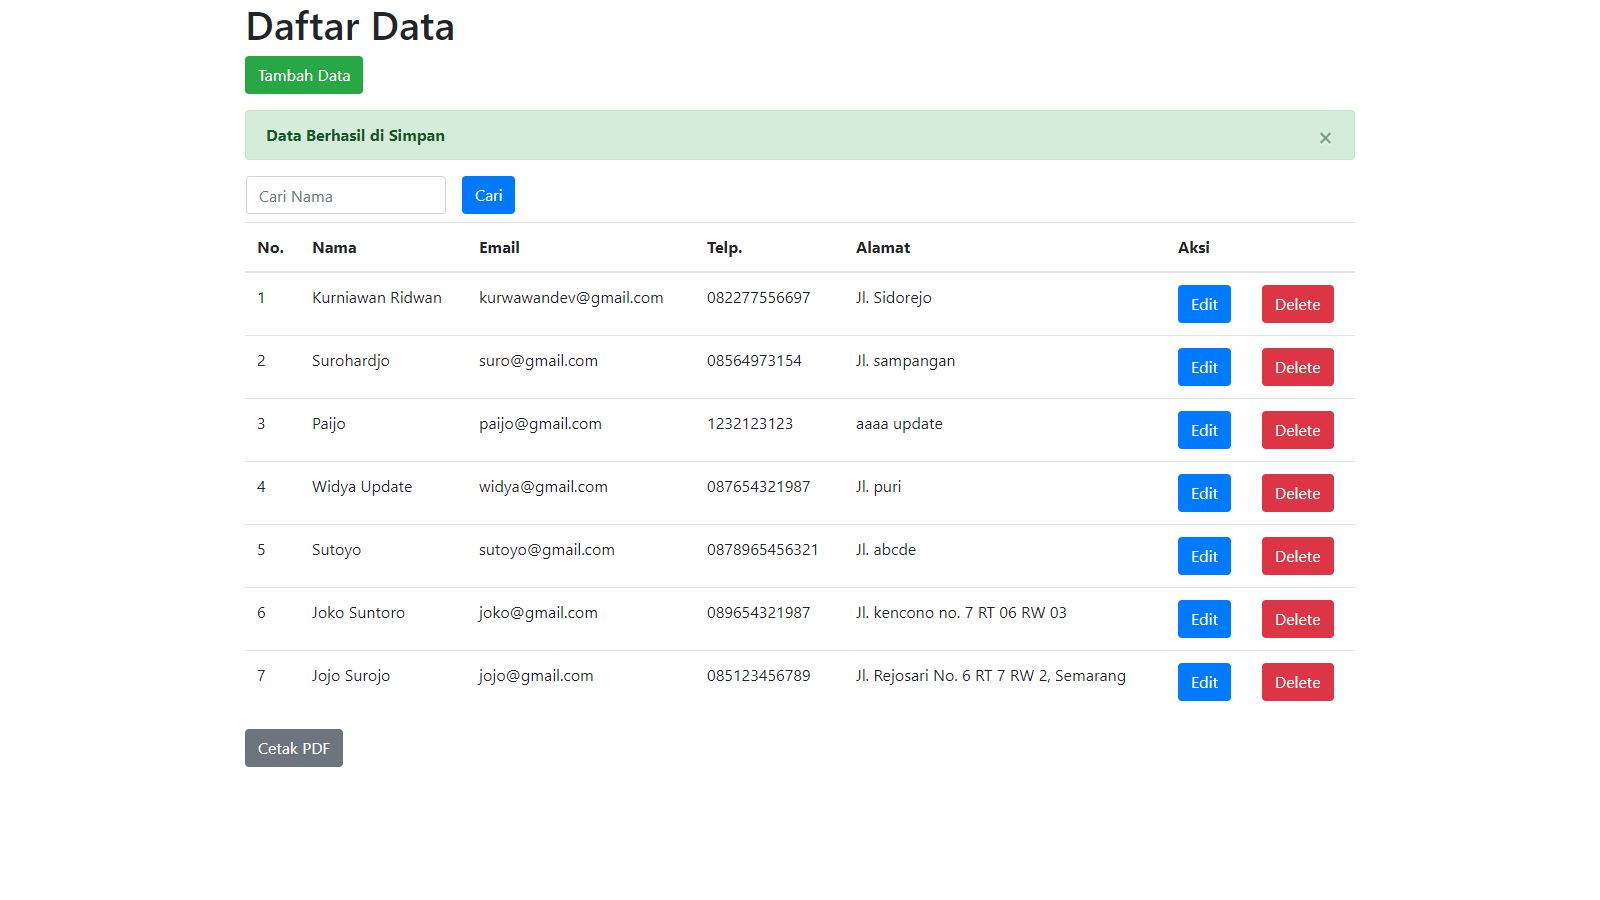 Daftar Data
Tambah Data
Data Berhasil di Simpan ×
Cari Nama Cari
No. Nama Email Telp. Alamat Aksi
1 Kurniawan Ridwan kurwawandev@gmail.com 082277556697 Jl. Sidorejo Edit Delete
2 Surohardjo suro@gmail.com 08564973154 Jl. sampangan Edit Delete
3 Paijo paijo@gmail.com 1232123123 aaaa update Edit Delete
4 Widya Update widya@gmail.com 087654321987 Jl. puri Edit Delete
5 Sutoyo sutoyo@gmail.com 0878965456321 Jl. abcde Edit Delete
6 Joko Suntoro joko@gmail.com 089654321987 Jl. kencono no. 7 RT 06 RW 03 Edit Delete
7 Jojo Surojo jojo@gmail.com 085123456789 Jl. Rejosari No. 6 RT 7 RW 2, Semarang Edit Delete
Cetak PDF